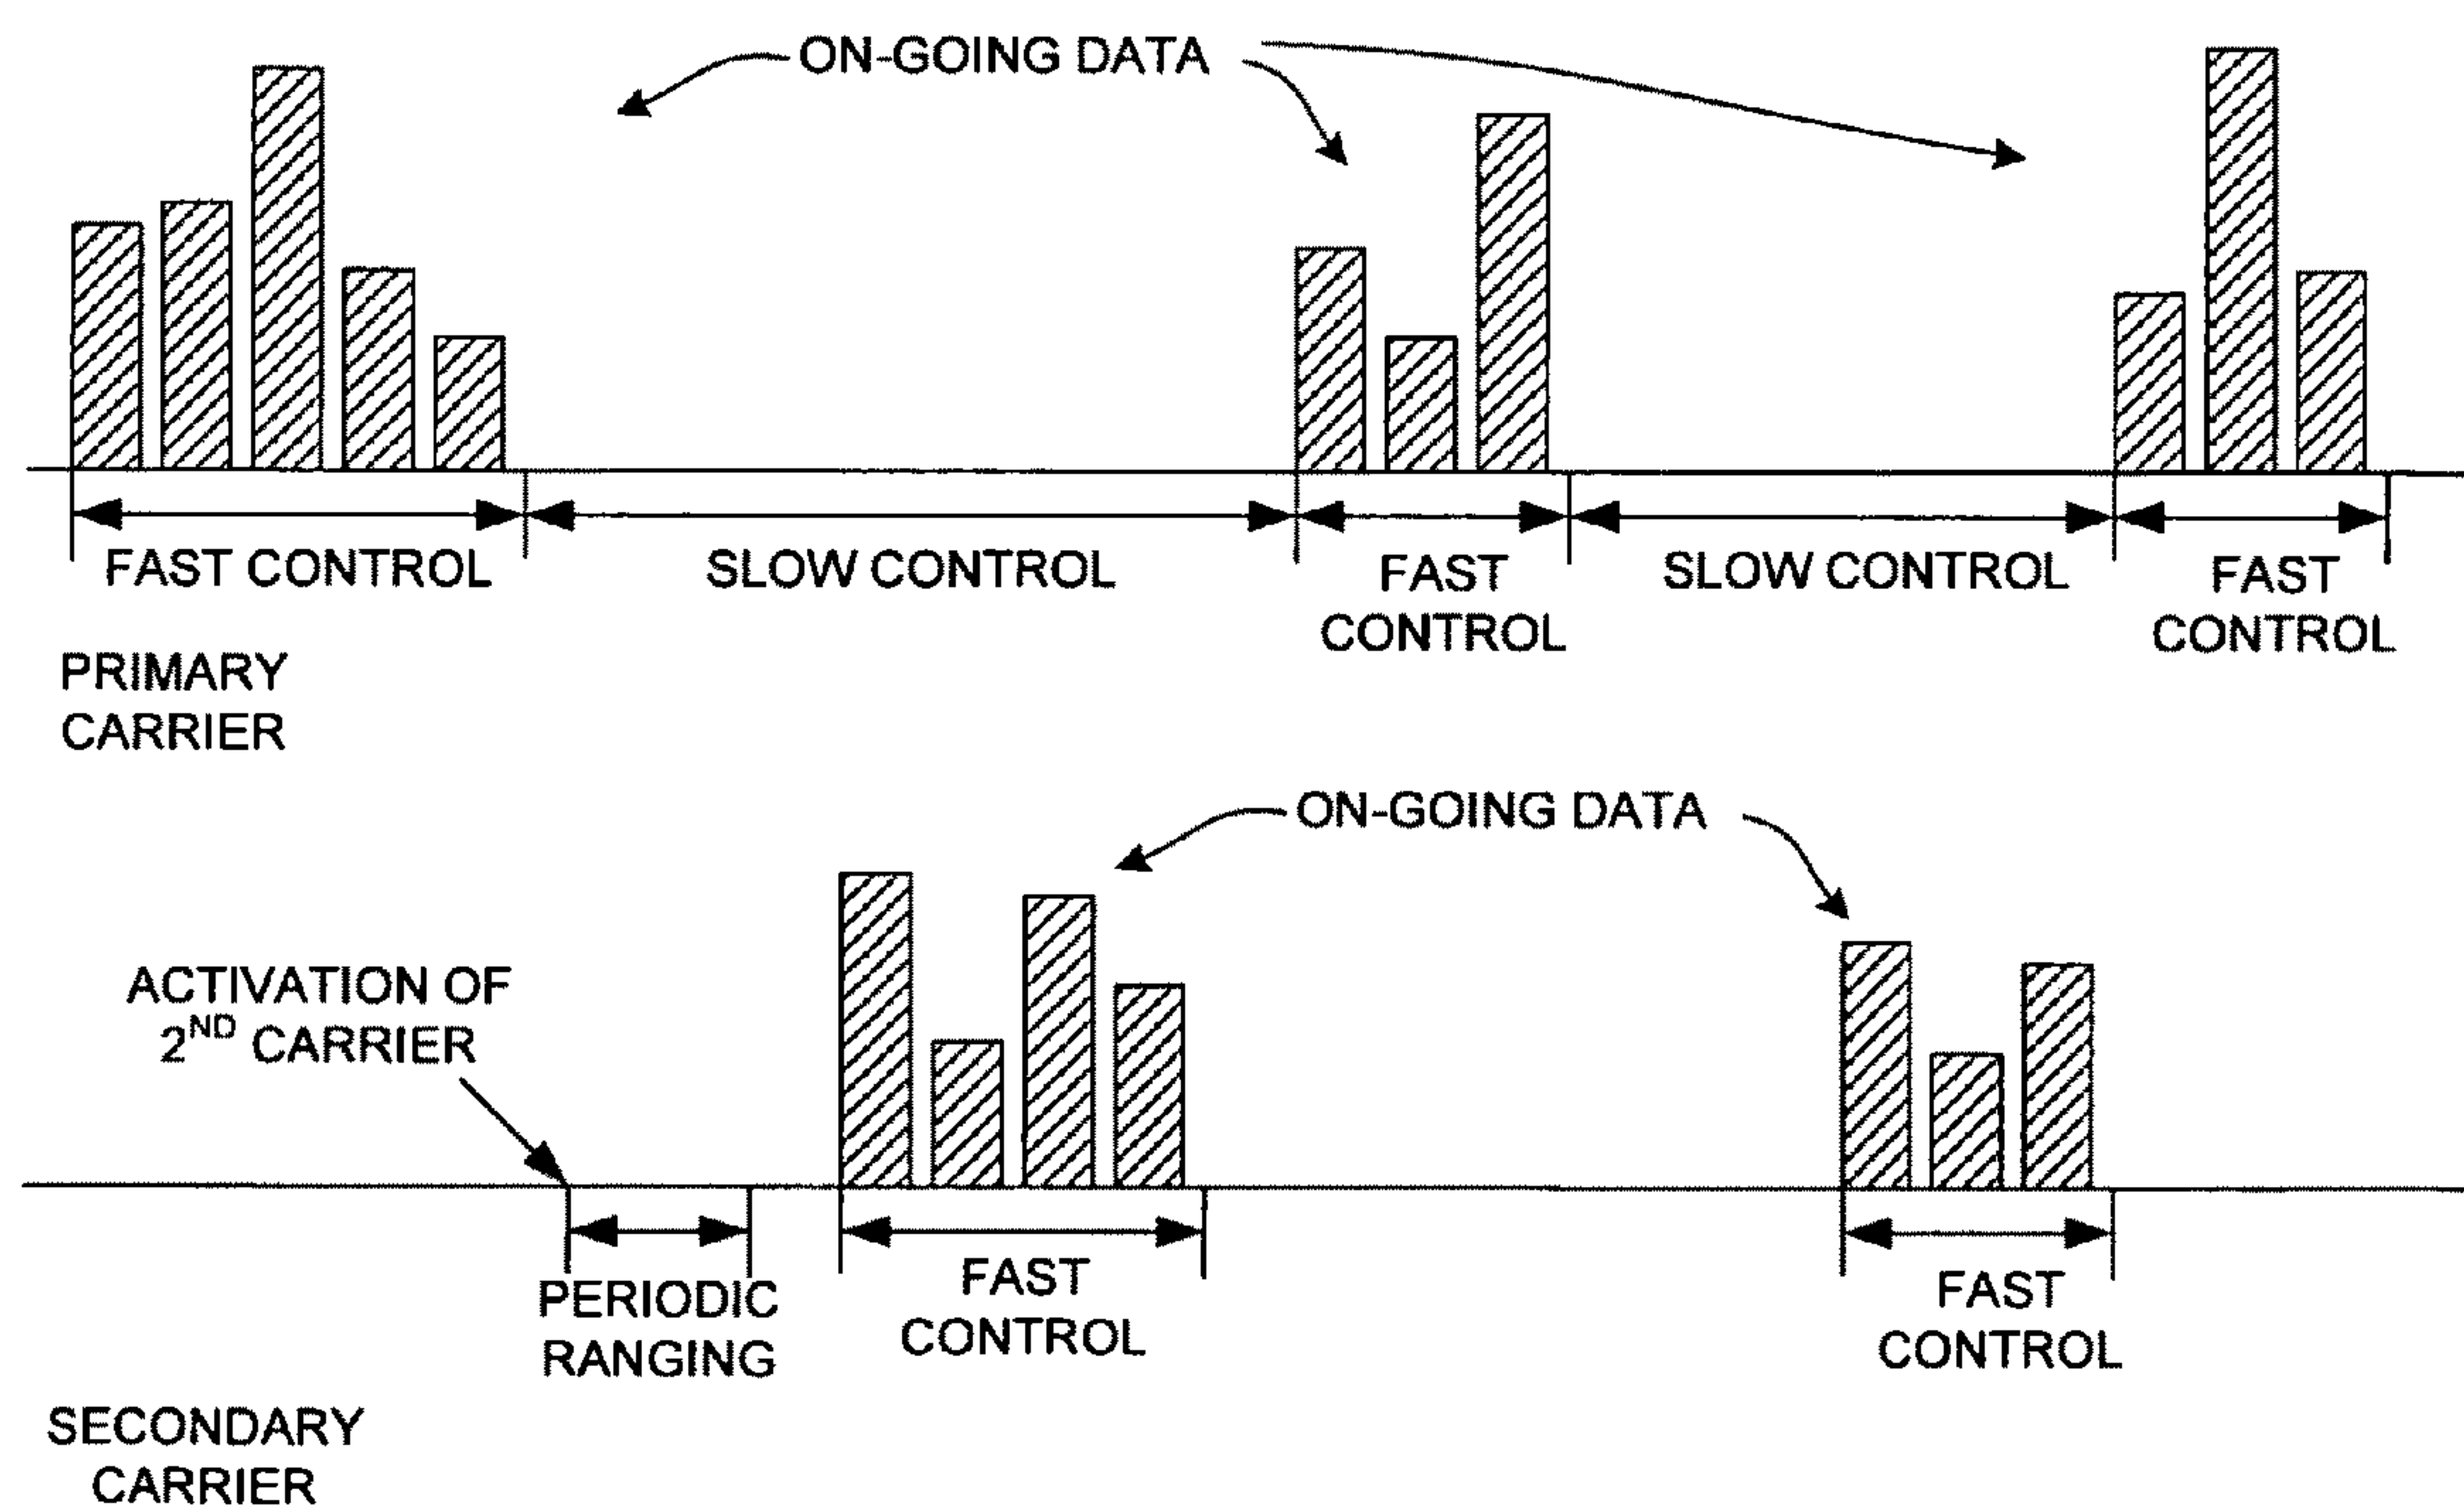 ON-GOING DATA
FAST CONTROL
SLOW CONTROL
FAST
CONTROL
SLOW CONTROL
FAST
CONTROL
PRIMARY
CARRIER
ON-GOING DATA
ACTIVATION OF
2ND CARRIER
PERIODIC
RANGING
FAST
CONTROL
FAST
CONTROL
SECONDARY
CARRIER